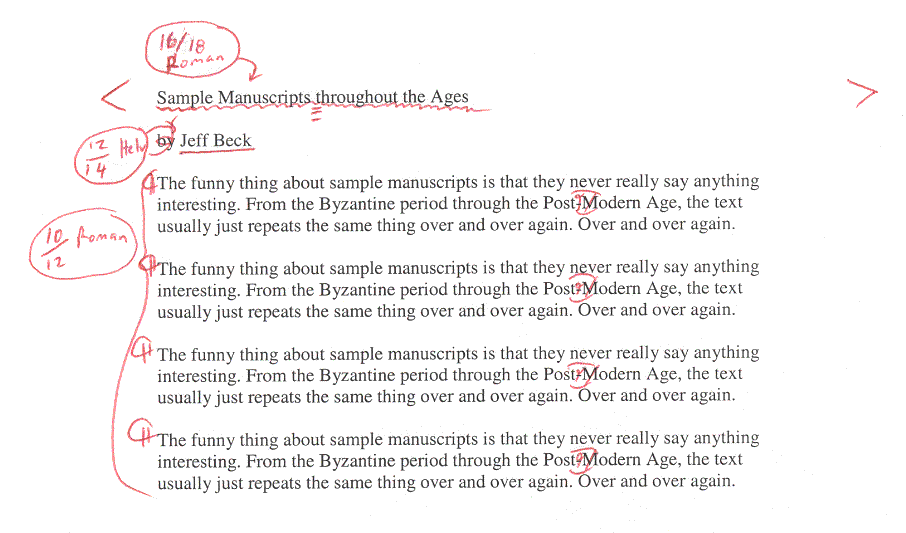 16/18
Roman
Sample Manuscripts throughout the Ages
12/14 Helv
by Jeff Beck
The funny thing about sample manuscripts is that they never really say anything
interesting. From the Byzantine period through the Post-Modern Age, the text
usually just repeats the same thing over and over again. Over and over again.
10/12 Roman
The funny thing about sample manuscripts is that they never really say anything
interesting. From the Byzantine period through the Post-Modern Age, the text
usually just repeats the same thing over and over again. Over and over again.
The funny thing about sample manuscripts is that they never really say anything
interesting. From the Byzantine period through the Post-Modern Age, the text
usually just repeats the same thing over and over again. Over and over again.
The funny thing about sample manuscripts is that they never really say anything
interesting. From the Byzantine period through the Post-Modern Age, the text
usually just repeats the same thing over and over again. Over and over again.